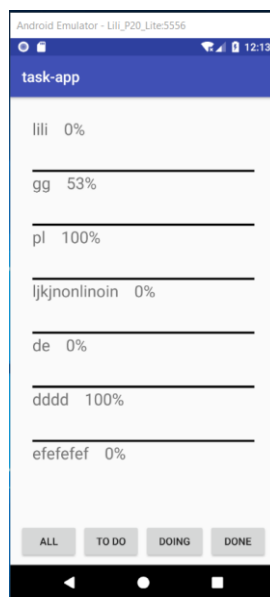 Android Emulator - Lili_P20_Lite:5556
12:13
task-app
lili 0%
gg 53%
pl 100%
ljkjnonlinoin 0%
de 0%
dddd 100%
efefefef 0%
ALL TO DO DOING DONE